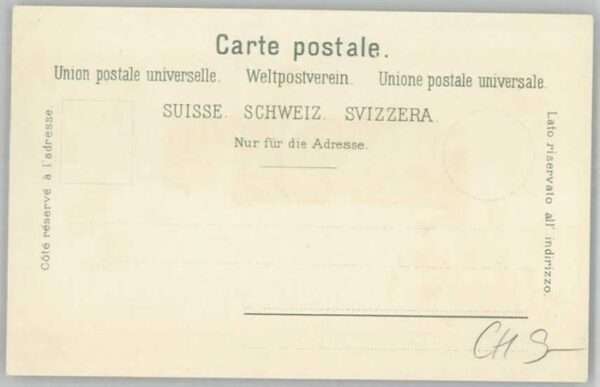 Carte postale.
Union postale universelle. Weltpostverein. Unione postale universale.
SUISSE. SCHWEIZ. SVIZZERA.
Nur für die Adresse.
Côté réservé à l'adresse.
Lato riservato all' indirizzo.
CH S